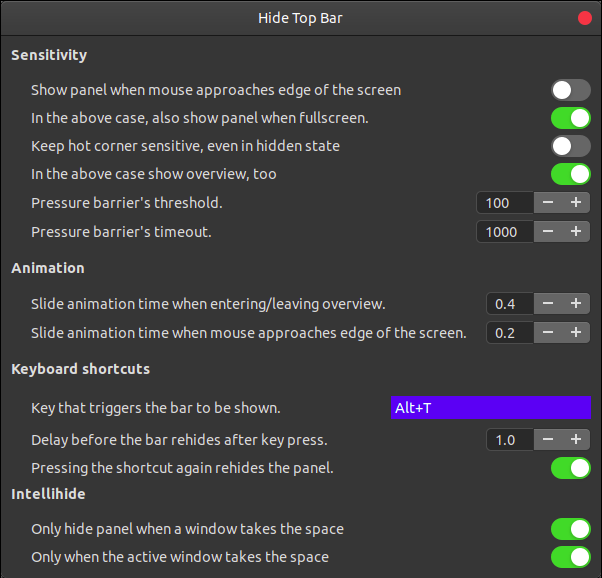 Hide Top Bar
Sensitivity
Show panel when mouse approaches edge of the screen
In the above case, also show panel when fullscreen.
Keep hot corner sensitive, even in hidden state
In the above case show overview, too
Pressure barrier's threshold. 100 − +
Pressure barrier's timeout. 1000 − +
Animation
Slide animation time when entering/leaving overview. 0.4 − +
Slide animation time when mouse approaches edge of the screen. 0.2 − +
Keyboard shortcuts
Key that triggers the bar to be shown. Alt+T
Delay before the bar rehides after key press. 1.0 − +
Pressing the shortcut again rehides the panel.
Intellihide
Only hide panel when a window takes the space
Only when the active window takes the space